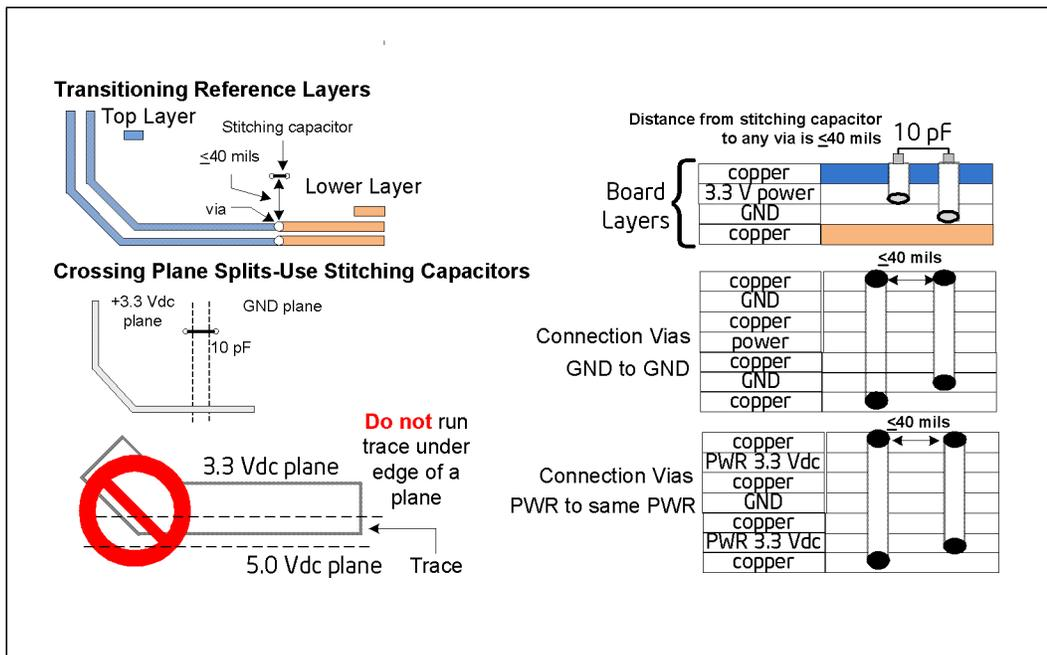 Transitioning Reference Layers
Top Layer
Stitching capacitor
≤40 mils
Lower Layer
via
Crossing Plane Splits-Use Stitching Capacitors
+3.3 Vdc
plane
GND plane
10 pF
Do not run
trace under
edge of a
plane
3.3 Vdc plane
5.0 Vdc plane
Trace
Distance from stitching capacitor
to any via is ≤40 mils
10 pF
Board
Layers
copper
3.3 V power
GND
copper
≤40 mils
Connection Vias
GND to GND
copper
GND
copper
power
copper
GND
copper
≤40 mils
Connection Vias
PWR to same PWR
copper
PWR 3.3 Vdc
copper
GND
copper
PWR 3.3 Vdc
copper